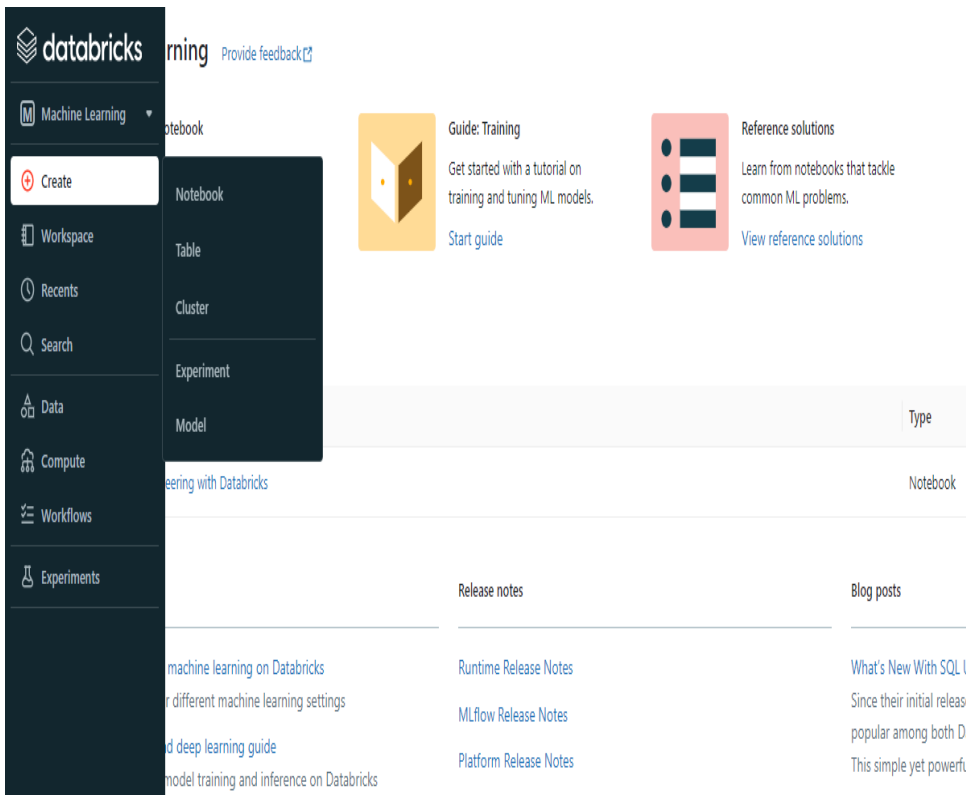 databricks
Machine Learning
Create
Workspace
Recents
Search
Data
Compute
Workflows
Experiments
Notebook
Table
Cluster
Experiment
Model
rning Provide feedback
otebook
Guide: Training
Get started with a tutorial on
training and tuning ML models.
Start guide
Reference solutions
Learn from notebooks that tackle
common ML problems.
View reference solutions
Type
eering with Databricks
Notebook
machine learning on Databricks
r different machine learning settings
d deep learning guide
model training and inference on Databricks
Release notes
Runtime Release Notes
MLflow Release Notes
Platform Release Notes
Blog posts
What's New With SQL U
Since their initial releas
popular among both D
This simple yet powerfu